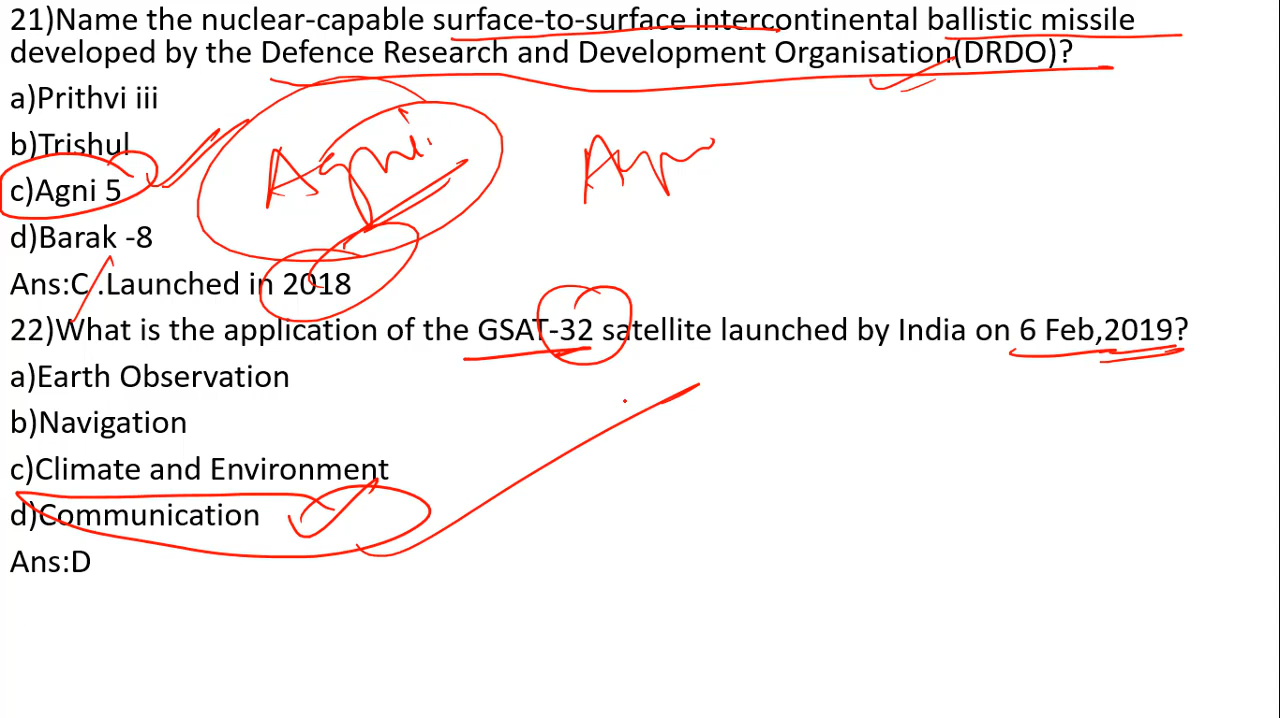 21)Name the nuclear-capable surface-to-surface intercontinental ballistic missile
developed by the Defence Research and Development Organisation(DRDO)?
a)Prithvi iii
b)Trishul
Agni
c)Agni 5
d)Barak -8
Ans:C .Launched in 2018
22)What is the application of the GSAT-32 satellite launched by India on 6 Feb,2019?
a)Earth Observation
b)Navigation
c)Climate and Environment
d)Communication
Ans:D